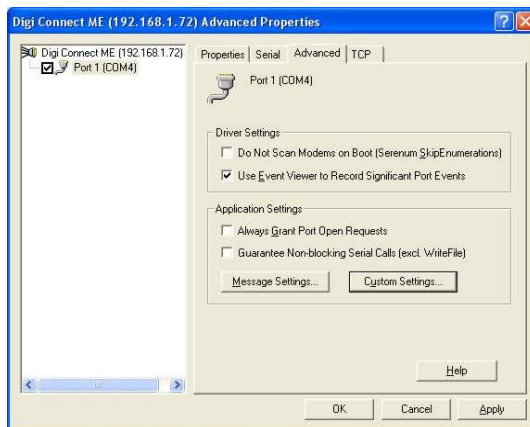 Digi Connect ME (192.168.1.72) Advanced Properties
Digi Connect ME (192.168.1.72)
Port 1 (COM4)
Properties Serial Advanced TCP
Port 1 (COM4)
Driver Settings
Do Not Scan Modems on Boot (Serenum SkipEnumerations)
Use Event Viewer to Record Significant Port Events
Application Settings
Always Grant Port Open Requests
Guarantee Non-blocking Serial Calls (excl. WriteFile)
Message Settings... Custom Settings...
Help
OK Cancel Apply